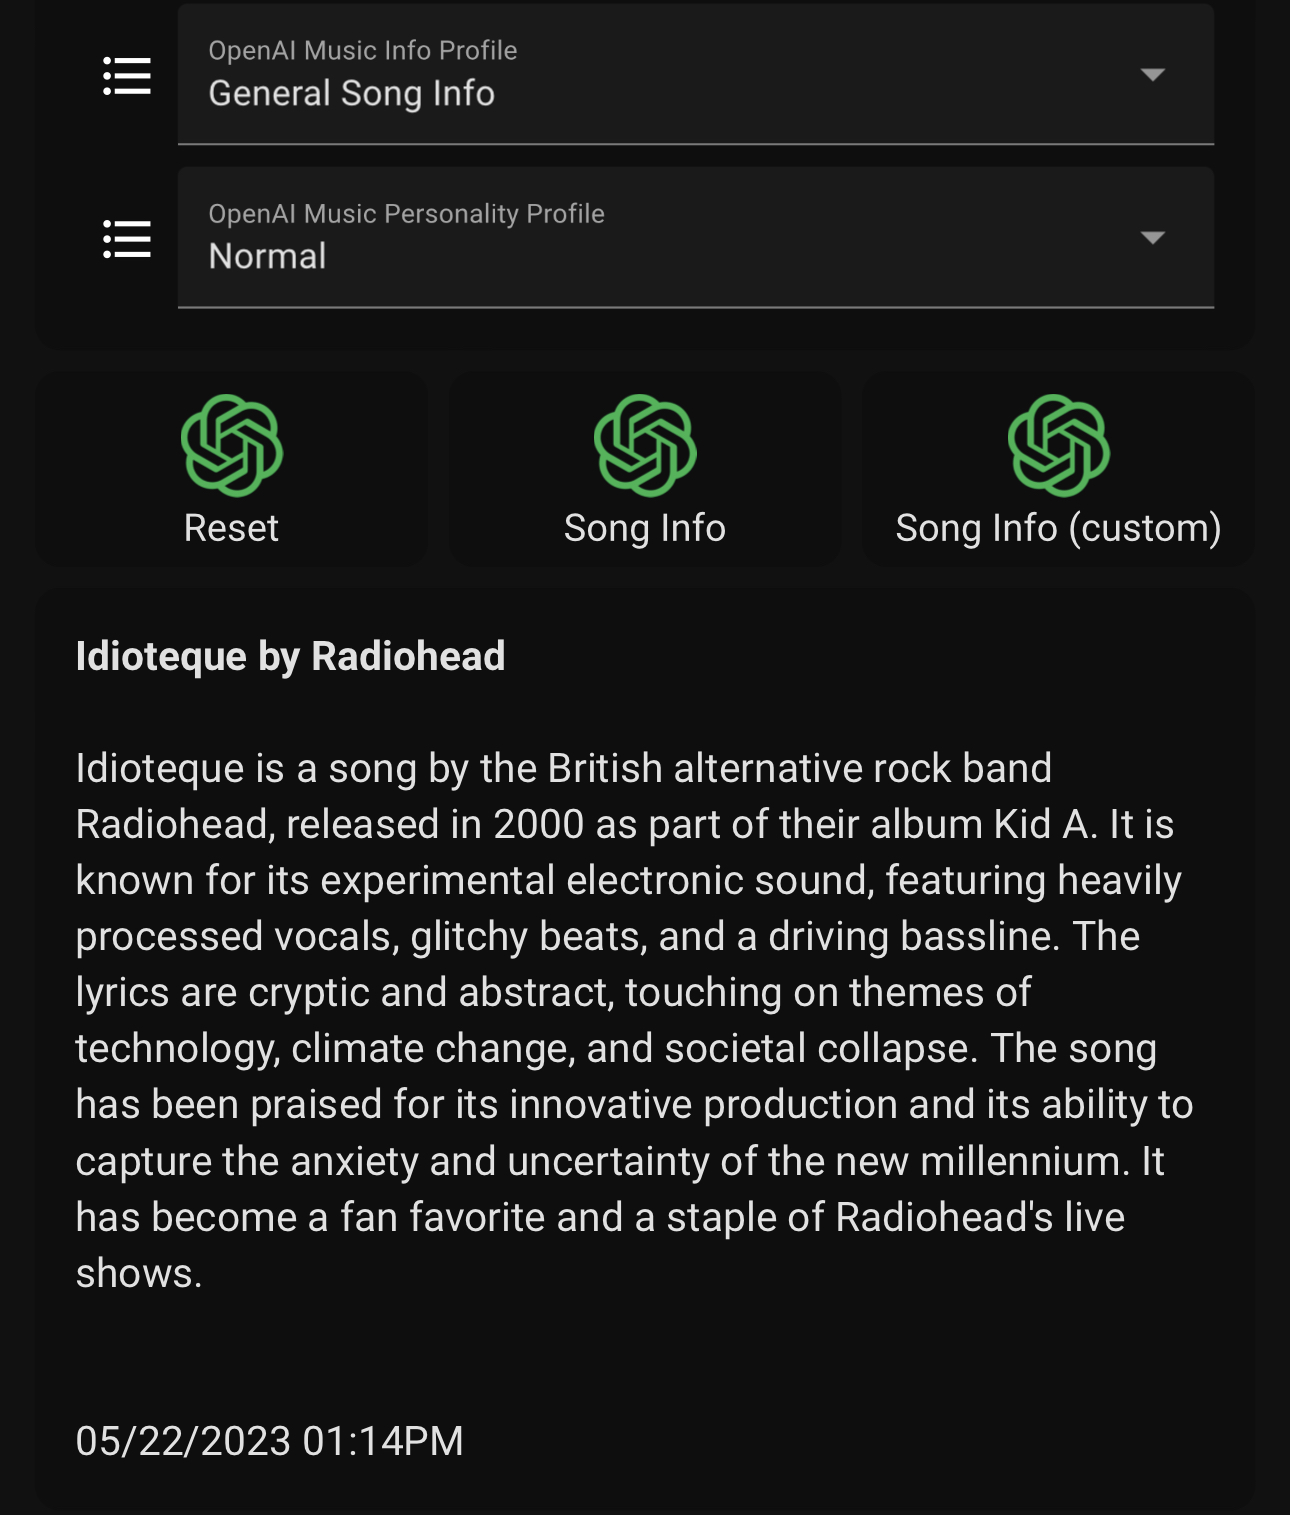 OpenAI Music Info Profile
General Song Info
OpenAI Music Personality Profile
Normal
Reset
Song Info
Song Info (custom)
Idioteque by Radiohead
Idioteque is a song by the British alternative rock band
Radiohead, released in 2000 as part of their album Kid A. It is
known for its experimental electronic sound, featuring heavily
processed vocals, glitchy beats, and a driving bassline. The
lyrics are cryptic and abstract, touching on themes of
technology, climate change, and societal collapse. The song
has been praised for its innovative production and its ability to
capture the anxiety and uncertainty of the new millennium. It
has become a fan favorite and a staple of Radiohead's live
shows.
05/22/2023 01:14PM